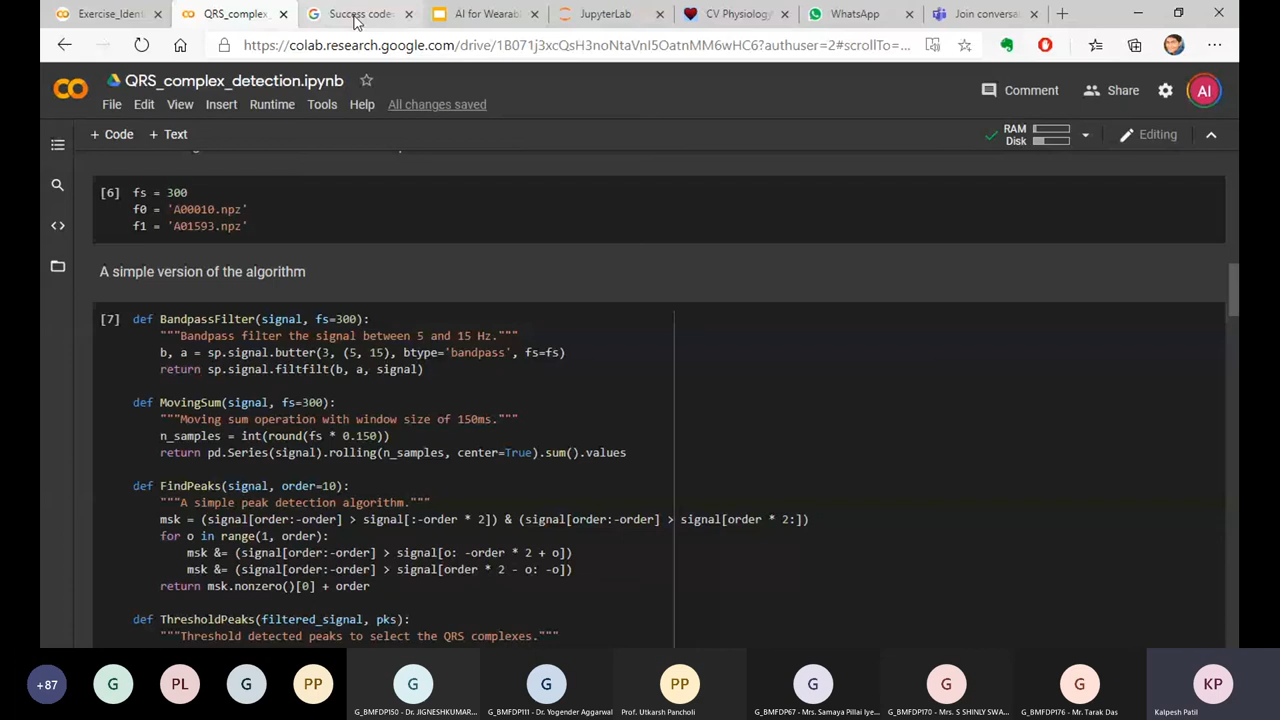 Exercise_Identi
QRS_complex_
Success codes
AI for Wearabl
JupyterLab
CV Physiology
WhatsApp
Join conversa
https://colab.research.google.com/drive/1B071j3xcQsH3noNtaVnI5OatnMM6wHC6?authuser=2#scrollTo=...
QRS_complex_detection.ipynb
File Edit View Insert Runtime Tools Help All changes saved
Comment Share AI
+ Code + Text
RAM
Disk
Editing
[6] fs = 300
f0 = 'A00010.npz'
f1 = 'A01593.npz'
A simple version of the algorithm
[7] def BandpassFilter(signal, fs=300):
"""Bandpass filter the signal between 5 and 15 Hz."""
b, a = sp.signal.butter(3, (5, 15), btype='bandpass', fs=fs)
return sp.signal.filtfilt(b, a, signal)
def MovingSum(signal, fs=300):
"""Moving sum operation with window size of 150ms."""
n_samples = int(round(fs * 0.150))
return pd.Series(signal).rolling(n_samples, center=True).sum().values
def FindPeaks(signal, order=10):
"""A simple peak detection algorithm."""
msk = (signal[order:-order] > signal[:-order * 2]) & (signal[order:-order] > signal[order * 2:])
for o in range(1, order):
msk &= (signal[order:-order] > signal[o: -order * 2 + o])
msk &= (signal[order:-order] > signal[order * 2 - o: -o])
return msk.nonzero()[0] + order
def ThresholdPeaks(filtered_signal, pks):
"""Threshold detected peaks to select the QRS complexes."""
+87 G PL G PP G G PP G G G KP
G_BMFDP150 - Dr. JIGNESHKUMAR...
G_BMFDP111 - Dr. Yogender Aggarwal
Prof. Utkarsh Pancholi
G_BMFDP67 - Mrs. Samaya Pillai Iye...
G_BMFDP170 - Mrs. S SHINLY SWA...
G_BMFDP176 - Mr. Tarak Das
Kalpesh Patil